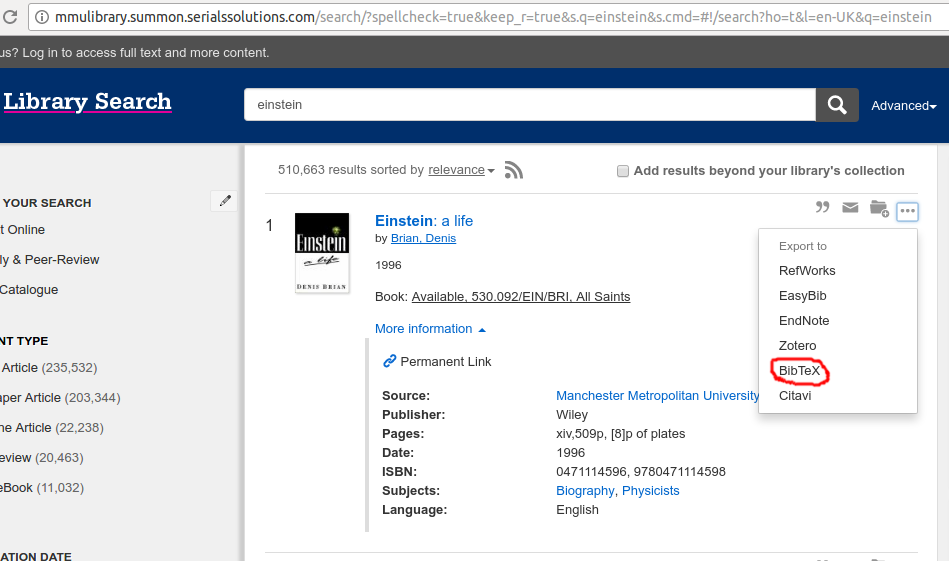 mmulibrary.summon.serialssolutions.com/search/?spellcheck=true&keep_r=true&s.q=einstein&s.cmd=#!/search?ho=t&l=en-UK&q=einstein
us? Log in to access full text and more content.
Library Search
einstein
Advanced
510,663 results sorted by relevance
Add results beyond your library's collection
YOUR SEARCH
t Online
ly & Peer-Review
Catalogue
NT TYPE
Article (235,532)
aper Article (203,344)
ne Article (22,238)
eview (20,463)
eBook (11,032)
ATION DATE
1
Einstein
a life
DENIS BRIAN
Einstein: a life
by Brian, Denis
1996
Book: Available, 530.092/EIN/BRI, All Saints
More information
Permanent Link
Source: Manchester Metropolitan University
Publisher: Wiley
Pages: xiv,509p, [8]p of plates
Date: 1996
ISBN: 0471114596, 9780471114598
Subjects: Biography, Physicists
Language: English
Export to
RefWorks
EasyBib
EndNote
Zotero
BibTeX
Citavi